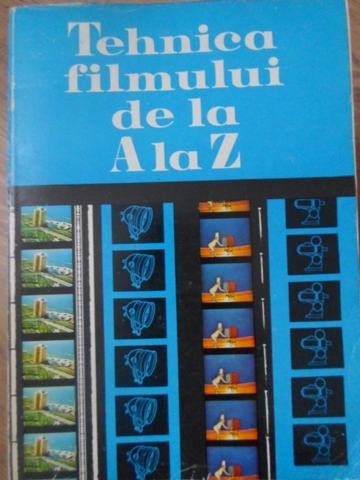 Tehnica
filmului
de la
A la Z